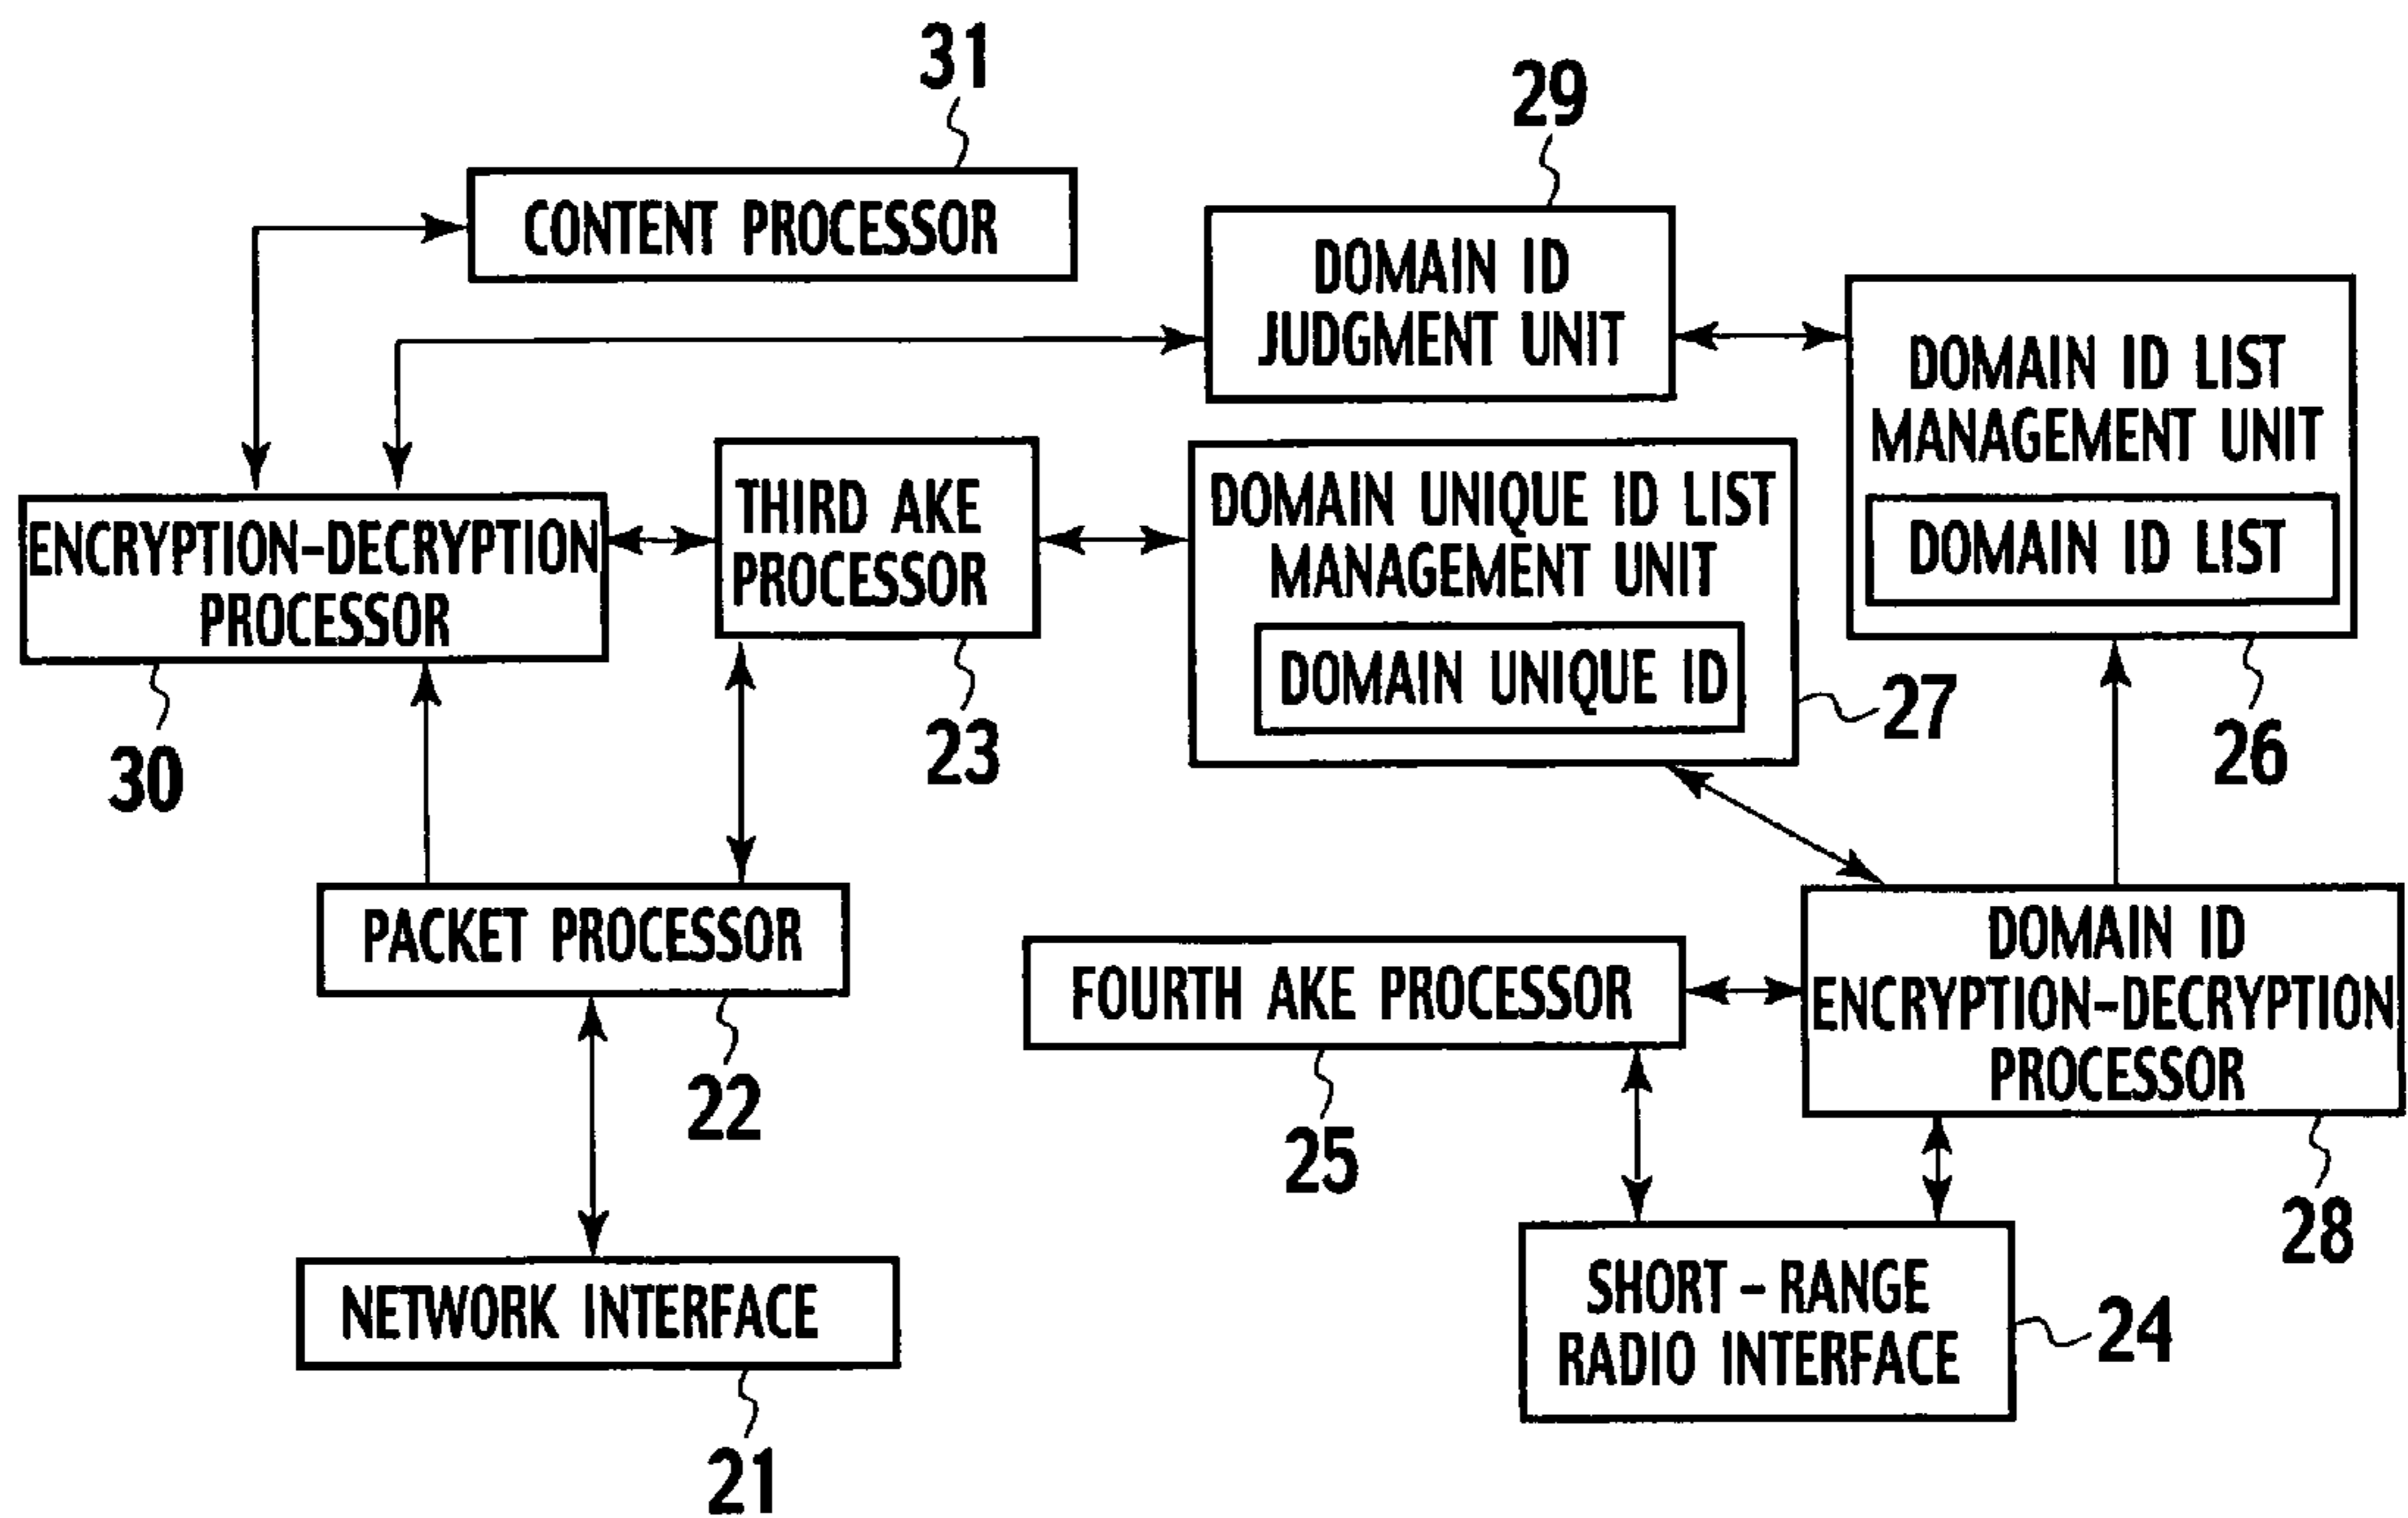 31
29
CONTENT PROCESSOR
DOMAIN ID
JUDGMENT UNIT
DOMAIN ID LIST
MANAGEMENT UNIT
DOMAIN ID LIST
26
ENCRYPTION-DECRYPTION
PROCESSOR
30
THIRD AKE
PROCESSOR
23
DOMAIN UNIQUE ID LIST
MANAGEMENT UNIT
DOMAIN UNIQUE ID
27
PACKET PROCESSOR
22
FOURTH AKE PROCESSOR
25
DOMAIN ID
ENCRYPTION-DECRYPTION
PROCESSOR
28
NETWORK INTERFACE
21
SHORT-RANGE
RADIO INTERFACE
24